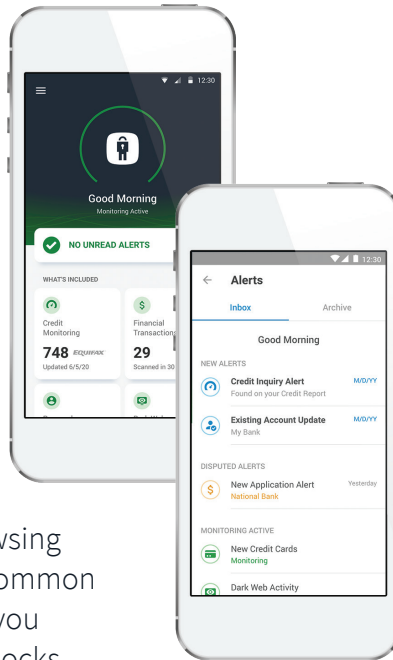 12:30
Good Morning
Monitoring Active
NO UNREAD ALERTS
WHAT'S INCLUDED
Credit
Monitoring
748 EQUIFAX
Updated 6/5/20
Financial
Transaction
29
Scanned in 30
12:30
Alerts
Inbox Archive
Good Morning
NEW ALERTS
Credit Inquiry Alert M/D/YY
Found on your Credit Report
Existing Account Update M/D/YY
My Bank
DISPUTED ALERTS
New Application Alert Yesterday
National Bank
MONITORING ACTIVE
New Credit Cards
Monitoring
Dark Web Activity
wsing
ommon
you
ocks